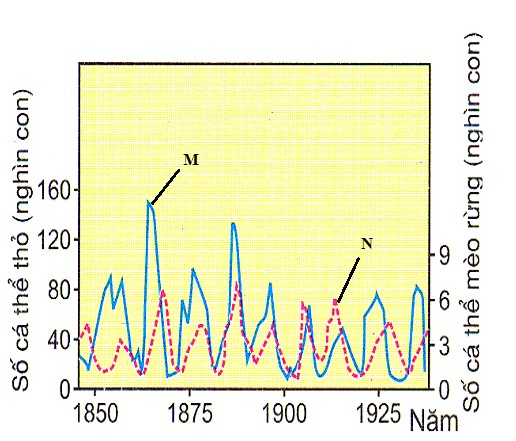 Số cá thể thỏ (nghìn con)
160
120
80
40
0
M
N
9
6
3
0
Số cá thể mèo rừng (nghìn con)
1850
1875
1900
1925
Năm